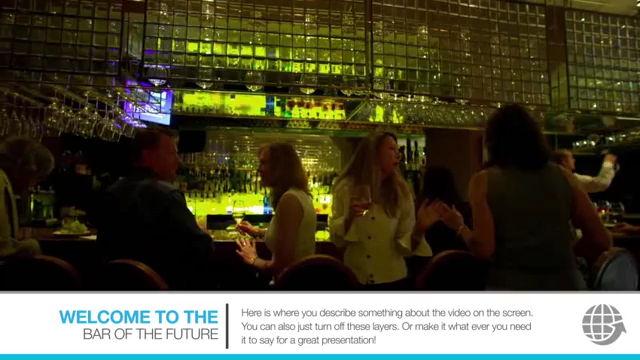 WELCOME TO THE
BAR OF THE FUTURE
Here is where you describe something about the video on the screen.
You can also just turn off these layers. Or make it what ever you need
it to say for a great presentation!